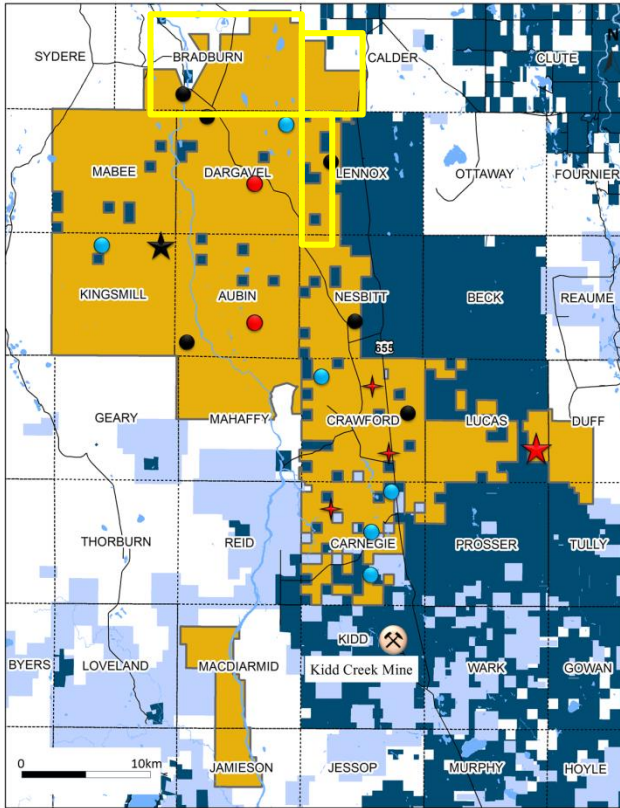 N
SYDERE
BRADBURN
CALDER
CLUTE
MABEE
DARGAVEL
LENNOX
OTTAWAY
FOURNIER
KINGSMILL
AUBIN
NESBITT
BECK
REAUME
655
GEARY
MAHAFFY
CRAWFORD
LUCAS
DUFF
THORBURN
REID
CARNEGIE
PROSSER
TULLY
KIDD
BYERS
LOVELAND
MACDIARMID
Kidd Creek Mine
WARK
GOWAN
0
10km
JAMIESON
JESSOP
MURPHY
HOYLE